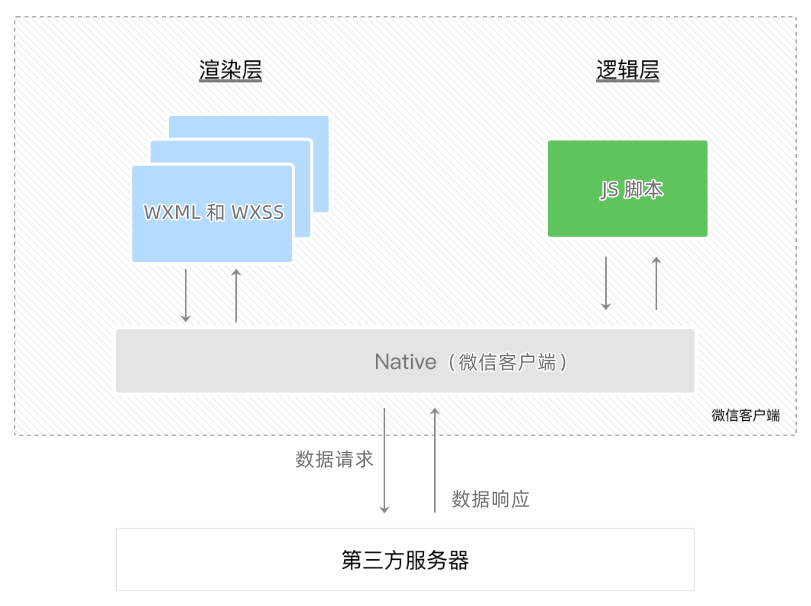 渲染层
逻辑层
WXML 和 WXSS
JS 脚本
Native（微信客户端）
微信客户端
数据请求
数据响应
第三方服务器